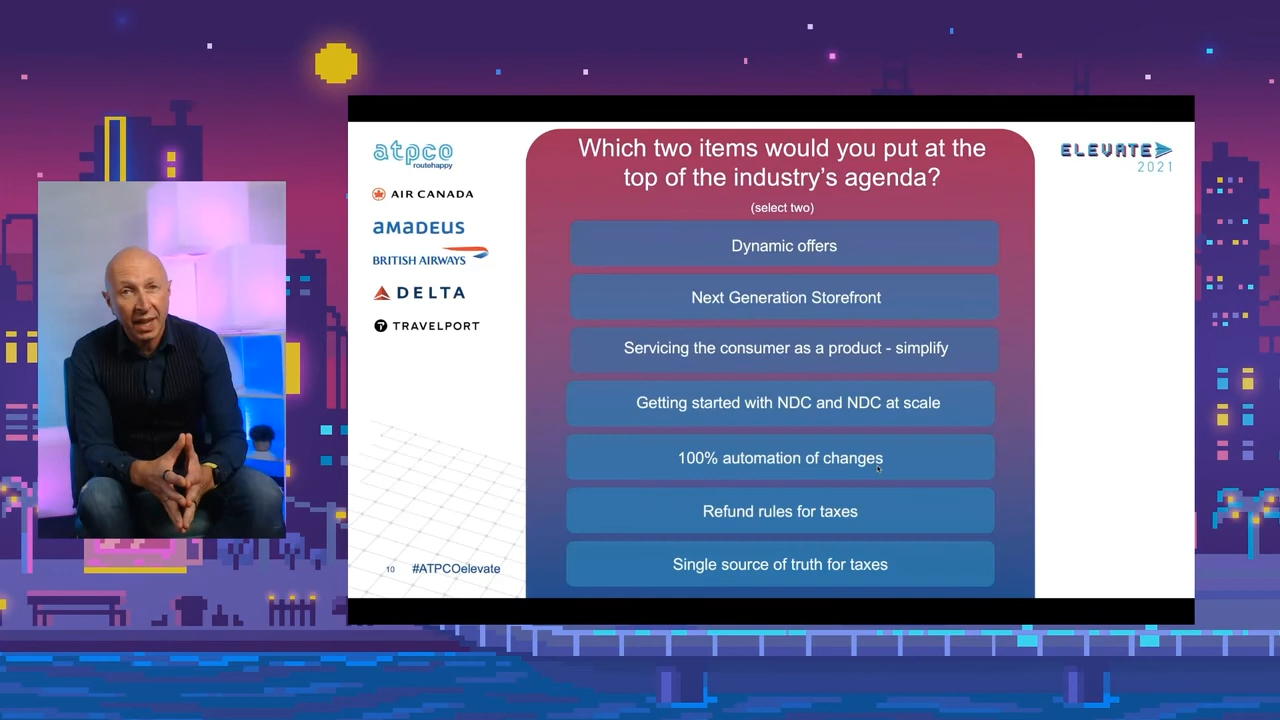 atpco
routehappy
AIR CANADA
amadeus
BRITISH AIRWAYS
DELTA
TRAVELPORT
Which two items would you put at the
top of the industry's agenda?
(select two)
Dynamic offers
Next Generation Storefront
Servicing the consumer as a product - simplify
Getting started with NDC and NDC at scale
100% automation of changes
Refund rules for taxes
Single source of truth for taxes
ELEVATE
2021
10 #ATPCOelevate